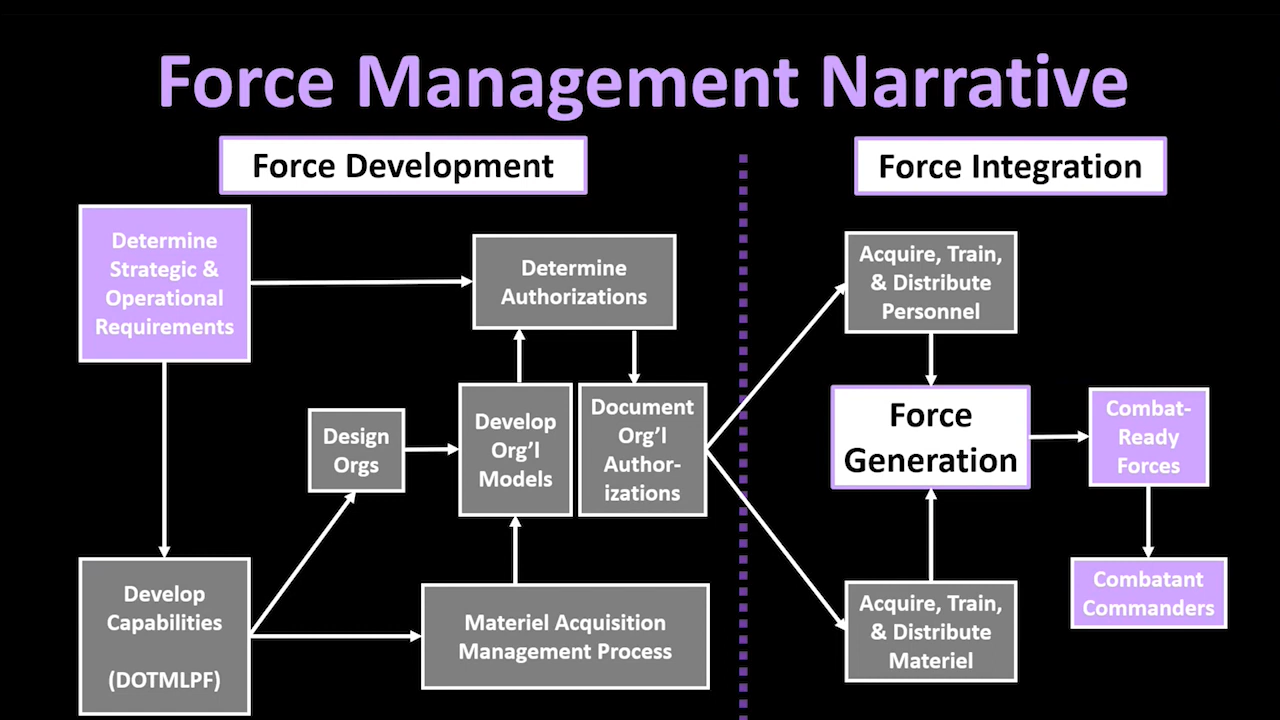 Force Management Narrative
Force Development
Force Integration
Determine
Strategic &
Operational
Requirements
Determine
Authorizations
Acquire, Train,
& Distribute
Personnel
Design
Orgs
Develop
Org'l
Models
Document
Org'l
Author-
izations
Force
Generation
Combat-
Ready
Forces
Develop
Capabilities
(DOTMLPF)
Materiel Acquisition
Management Process
Acquire, Train,
& Distribute
Materiel
Combatant
Commanders